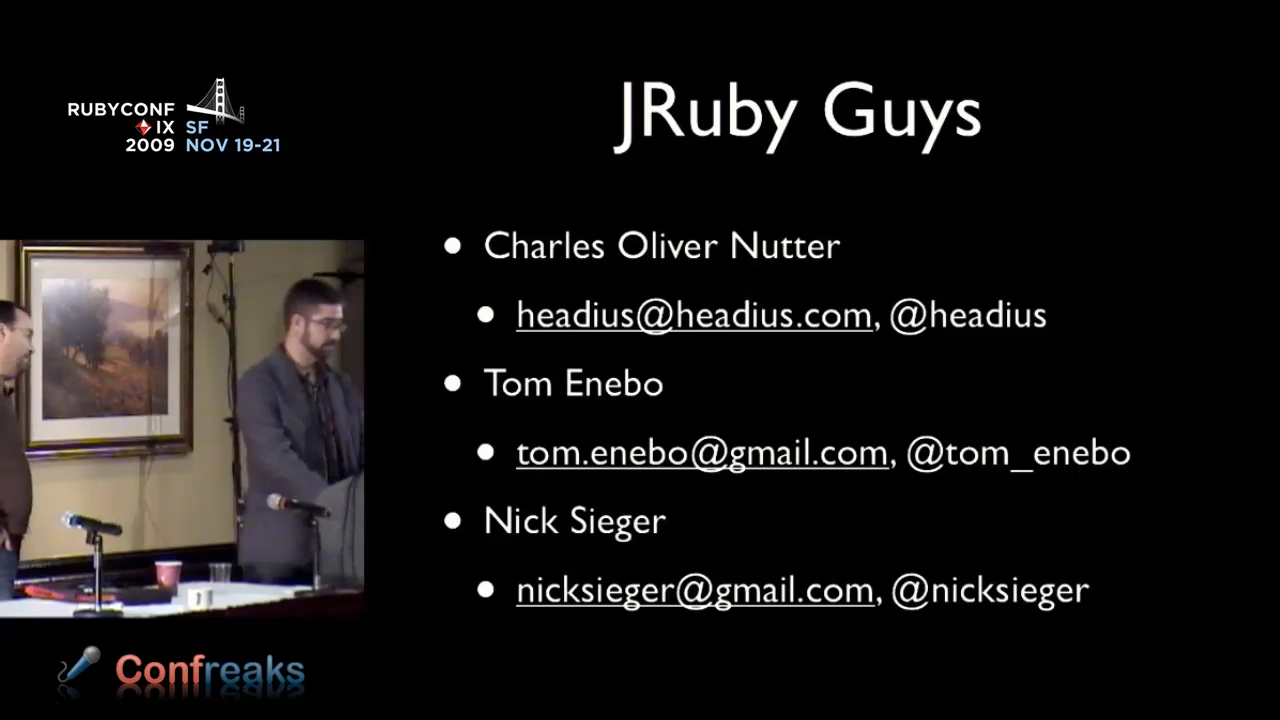 RUBYCONF
IX SF
2009 NOV 19-21
JRuby Guys
Charles Oliver Nutter
headius@headius.com, @headius
Tom Enebo
tom.enebo@gmail.com, @tom_enebo
Nick Sieger
nicksieger@gmail.com, @nicksieger
Confreaks